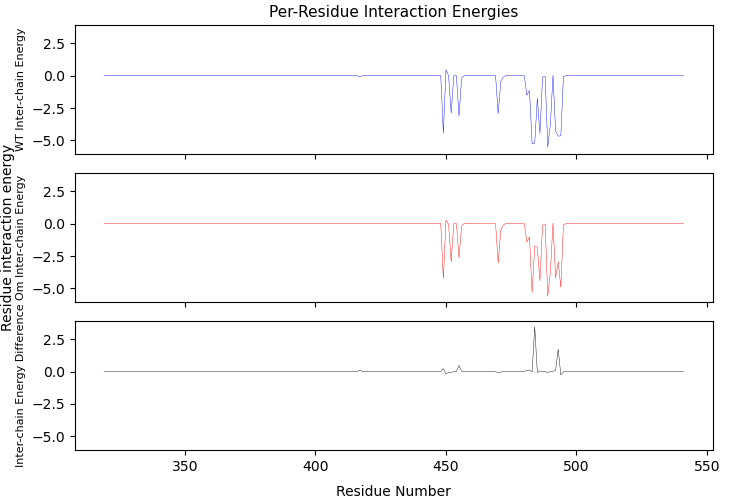 Per-Residue Interaction Energies
Residue interaction energy
WT Inter-chain Energy
2.5
0.0
−2.5
−5.0
Om Inter-chain Energy
2.5
0.0
−2.5
−5.0
Inter-chain Energy Difference
2.5
0.0
−2.5
−5.0
350
400
450
500
550
Residue Number